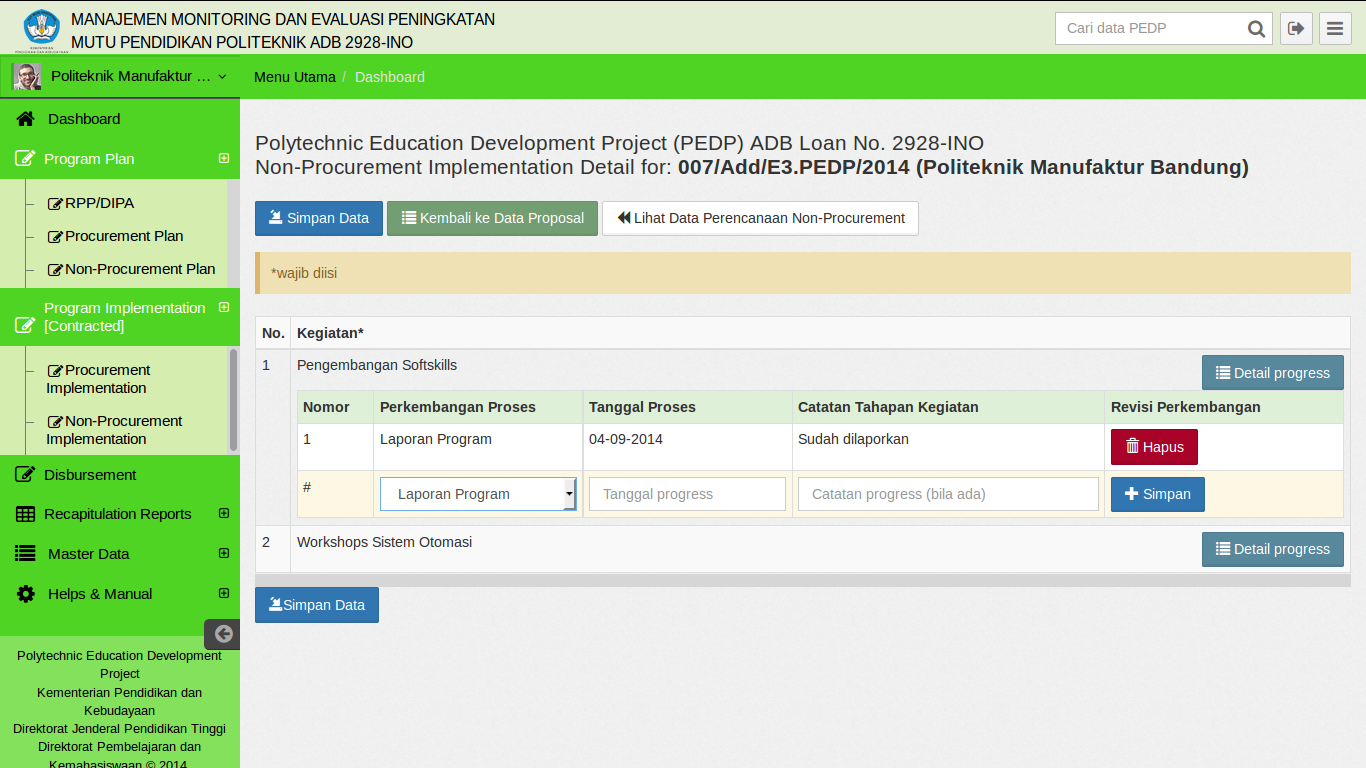 MANAJEMEN MONITORING DAN EVALUASI PENINGKATAN
MUTU PENDIDIKAN POLITEKNIK ADB 2928-INO
Cari data PEDP
Politeknik Manufaktur ...
Menu Utama / Dashboard
Dashboard
Program Plan
RPP/DIPA
Procurement Plan
Non-Procurement Plan
Program Implementation
[Contracted]
Procurement
Implementation
Non-Procurement
Implementation
Disbursement
Recapitulation Reports
Master Data
Helps & Manual
Polytechnic Education Development
Project
Kementerian Pendidikan dan
Kebudayaan
Direktorat Jenderal Pendidikan Tinggi
Direktorat Pembelajaran dan
Kemahasiswaan © 2014
Polytechnic Education Development Project (PEDP) ADB Loan No. 2928-INO
Non-Procurement Implementation Detail for: 007/Add/E3.PEDP/2014 (Politeknik Manufaktur Bandung)
Simpan Data Kembali ke Data Proposal Lihat Data Perencanaan Non-Procurement
*wajib diisi
No. Kegiatan*
1 Pengembangan Softskills Detail progress
Nomor Perkembangan Proses Tanggal Proses Catatan Tahapan Kegiatan Revisi Perkembangan
1 Laporan Program 04-09-2014 Sudah dilaporkan Hapus
# Laporan Program Tanggal progress Catatan progress (bila ada) Simpan
2 Workshops Sistem Otomasi Detail progress
Simpan Data